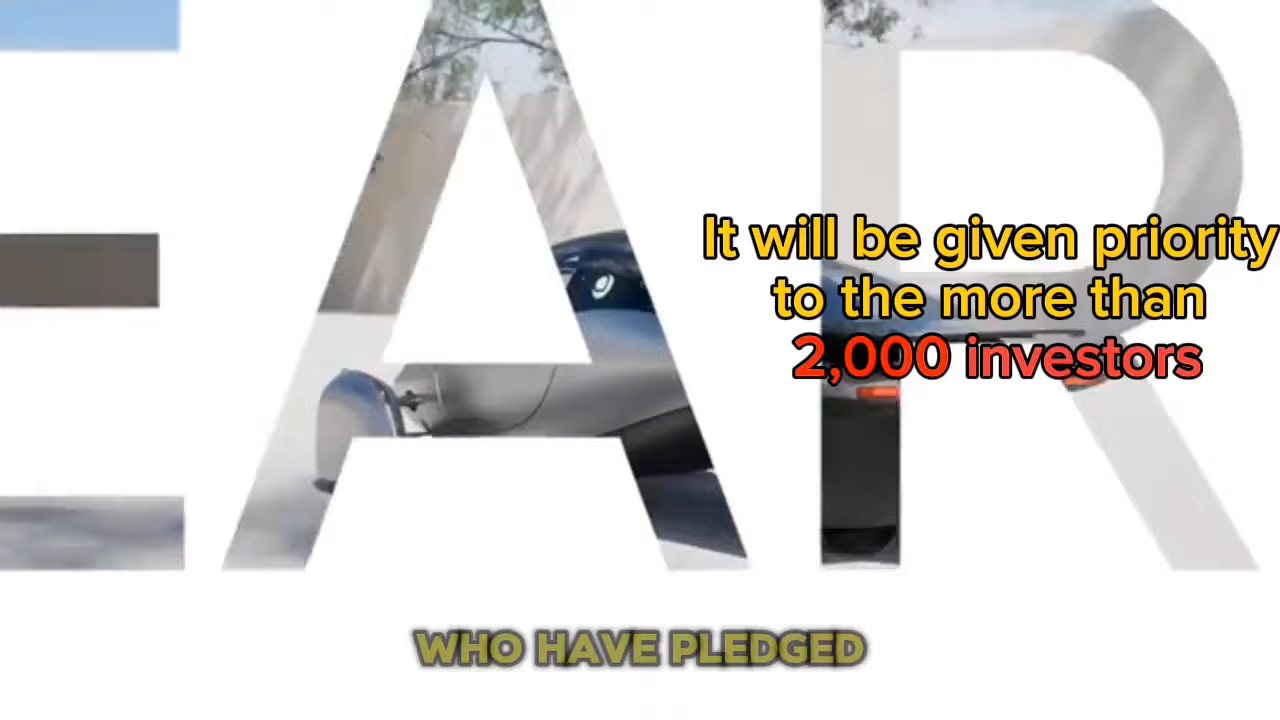 EAR
It will be given priority
to the more than
2,000 investors
WHO HAVE PLEDGED